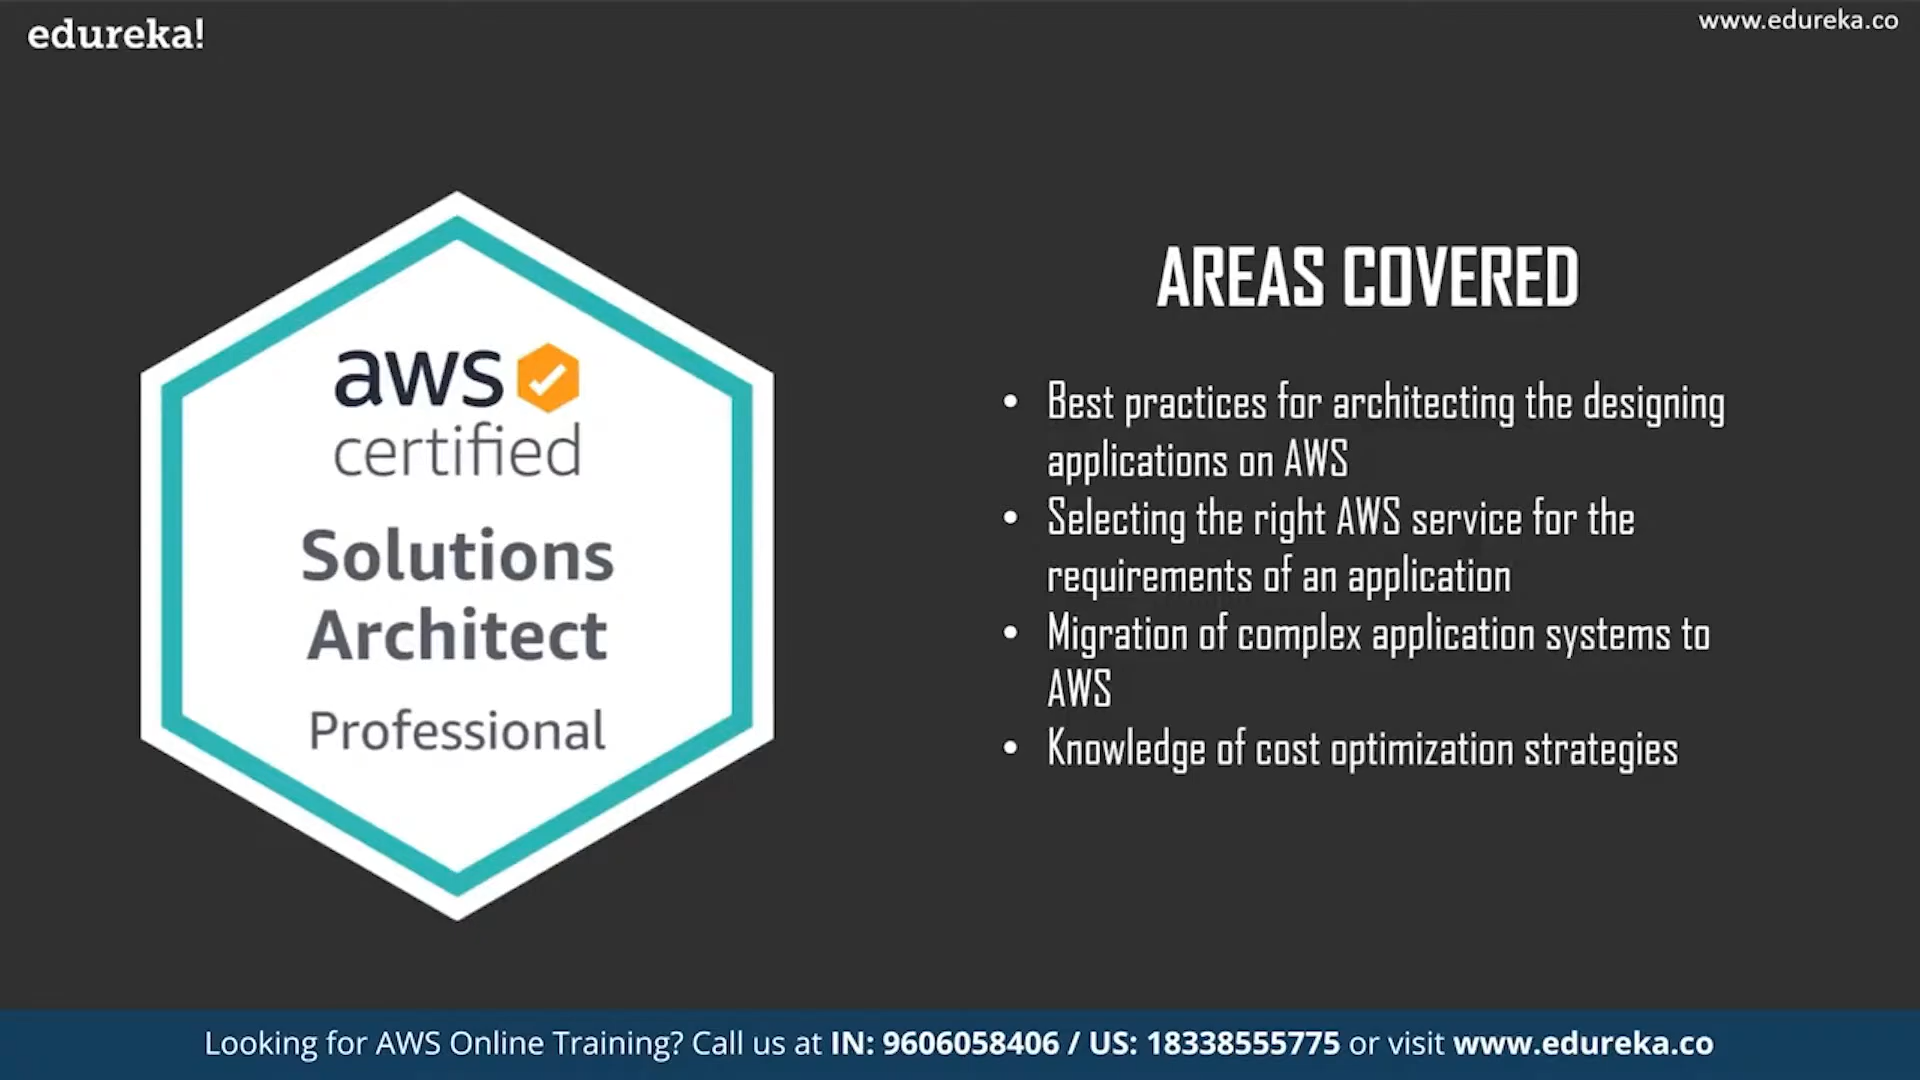 edureka!
www.edureka.co
aws
certified
Solutions
Architect
Professional
AREAS COVERED
• Best practices for architecting the designing
applications on AWS
• Selecting the right AWS service for the
requirements of an application
• Migration of complex application systems to
AWS
• Knowledge of cost optimization strategies
Looking for AWS Online Training? Call us at IN: 9606058406 / US: 18338555775 or visit www.edureka.co